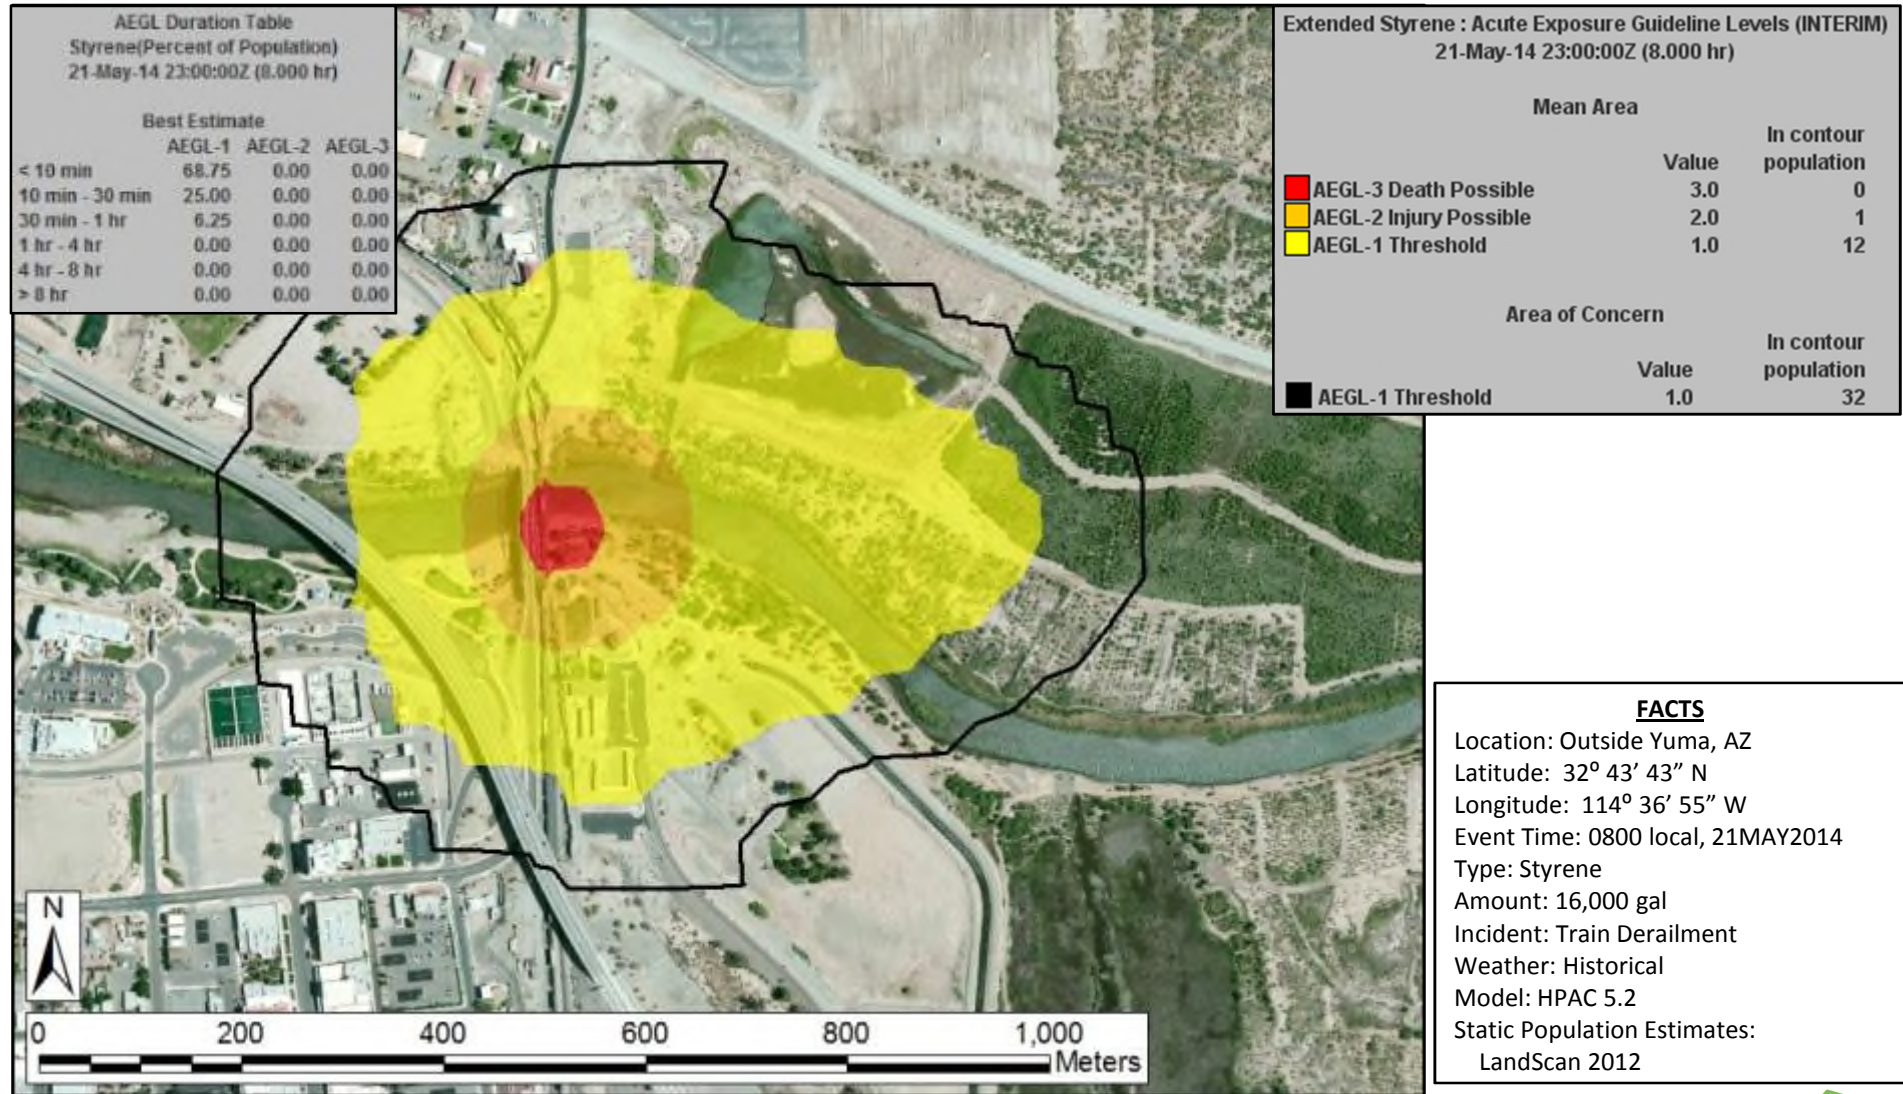 AEGL Duration Table
Styrene(Percent of Population)
21-May-14 23:00:00Z (8.000 hr)
Best Estimate
AEGL-1 AEGL-2 AEGL-3
< 10 min 68.75 0.00 0.00
10 min - 30 min 25.00 0.00 0.00
30 min - 1 hr 6.25 0.00 0.00
1 hr - 4 hr 0.00 0.00 0.00
4 hr - 8 hr 0.00 0.00 0.00
> 8 hr 0.00 0.00 0.00
Extended Styrene : Acute Exposure Guideline Levels (INTERIM)
21-May-14 23:00:00Z (8.000 hr)
Mean Area
In contour
Value population
AEGL-3 Death Possible 3.0 0
AEGL-2 Injury Possible 2.0 1
AEGL-1 Threshold 1.0 12
Area of Concern
In contour
Value population
AEGL-1 Threshold 1.0 32
FACTS
Location: Outside Yuma, AZ
Latitude: 32⁰ 43’ 43” N
Longitude: 114⁰ 36’ 55” W
Event Time: 0800 local, 21MAY2014
Type: Styrene
Amount: 16,000 gal
Incident: Train Derailment
Weather: Historical
Model: HPAC 5.2
Static Population Estimates:
LandScan 2012
N
0 200 400 600 800 1,000
Meters